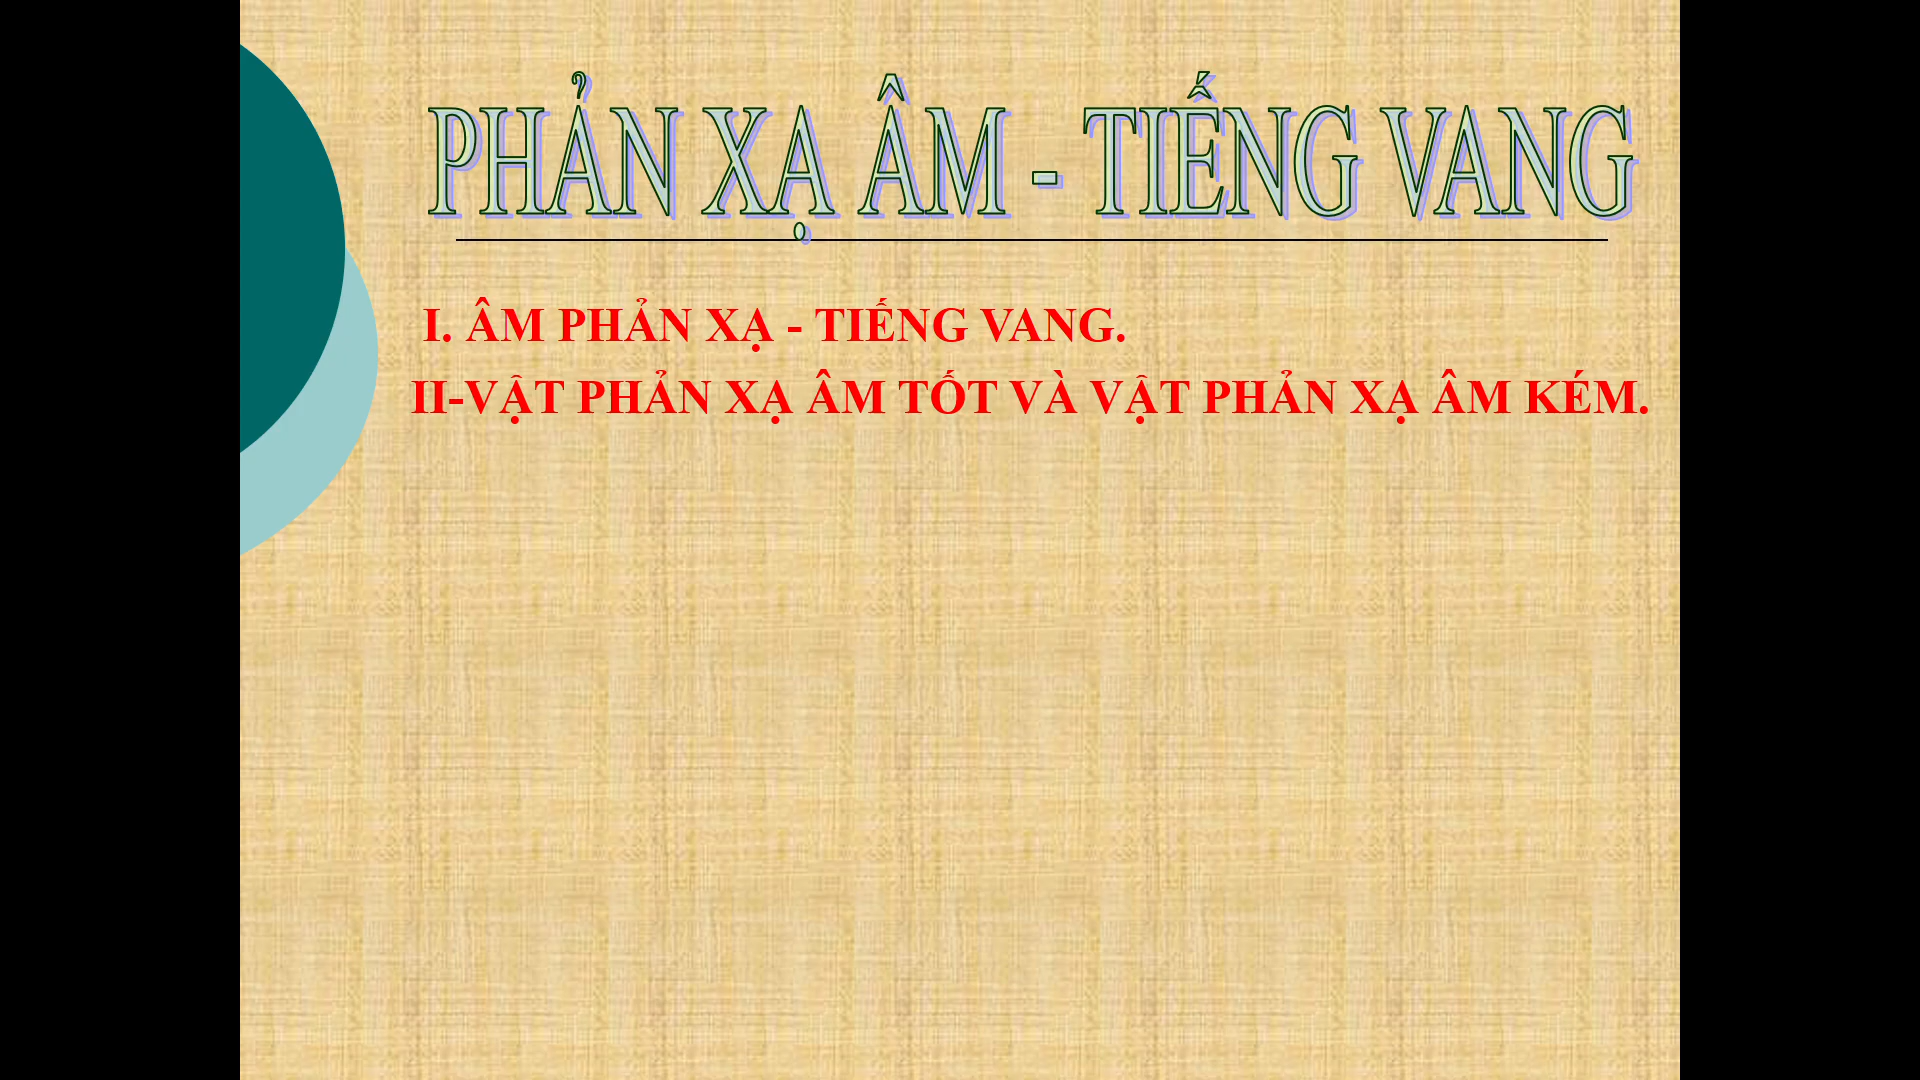 PHẢN XẠ ÂM - TIẾNG VANG
I. ÂM PHẢN XẠ - TIẾNG VANG.
II-VẬT PHẢN XẠ ÂM TỐT VÀ VẬT PHẢN XẠ ÂM KÉM.